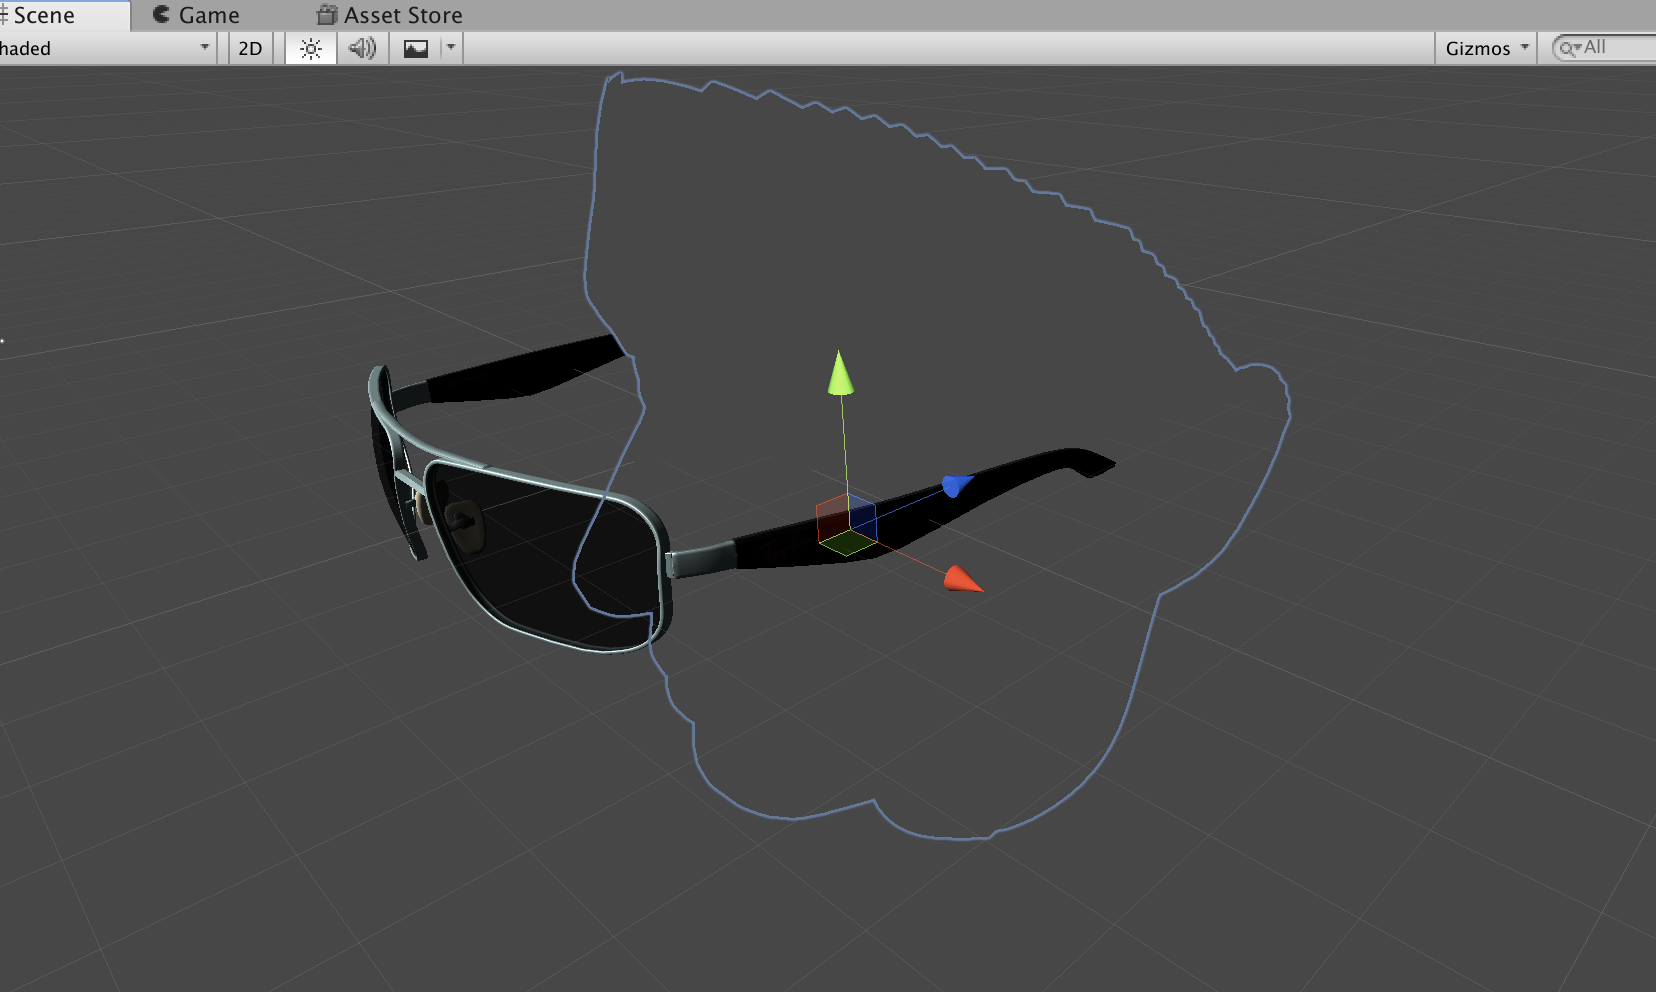 Scene
Game
Asset Store
haded
2D
Gizmos
All